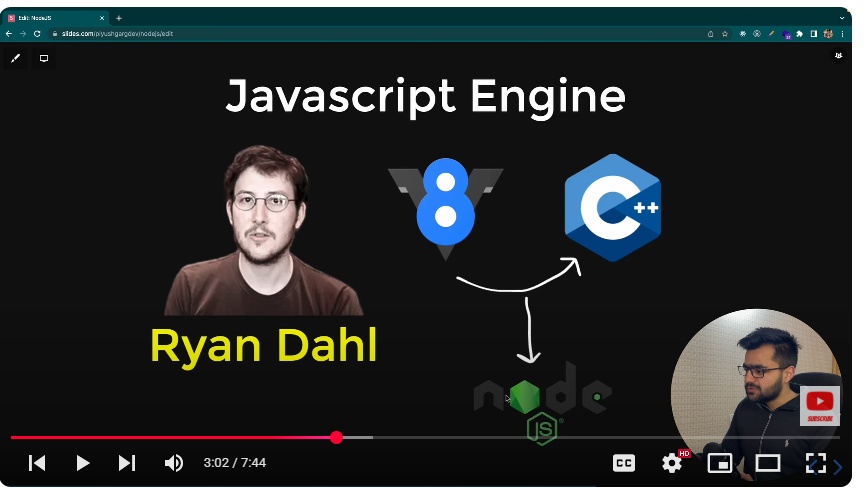 Edit: NodeJS
slides.com/piyushgargdev/nodejs/edit
Javascript Engine
8
C++
Ryan Dahl
node
JS
SUBSCRIBE
HD
3:02 / 7:44
CC